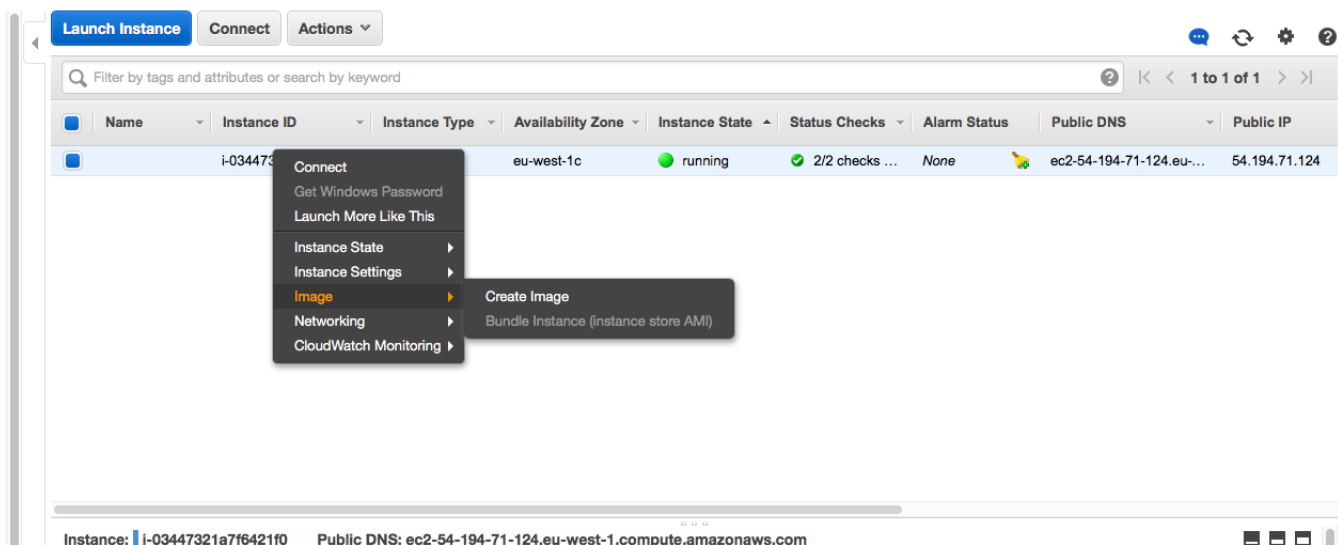 Launch Instance Connect Actions
Filter by tags and attributes or search by keyword 1 to 1 of 1
Name Instance ID Instance Type Availability Zone Instance State Status Checks Alarm Status Public DNS Public IP
i-03447 eu-west-1c running 2/2 checks ... None ec2-54-194-71-124.eu-... 54.194.71.124
Connect
Get Windows Password
Launch More Like This
Instance State
Instance Settings
Image Create Image
Networking Bundle Instance (instance store AMI)
CloudWatch Monitoring
Instance: i-03447321a7f6421f0 Public DNS: ec2-54-194-71-124.eu-west-1.compute.amazonaws.com